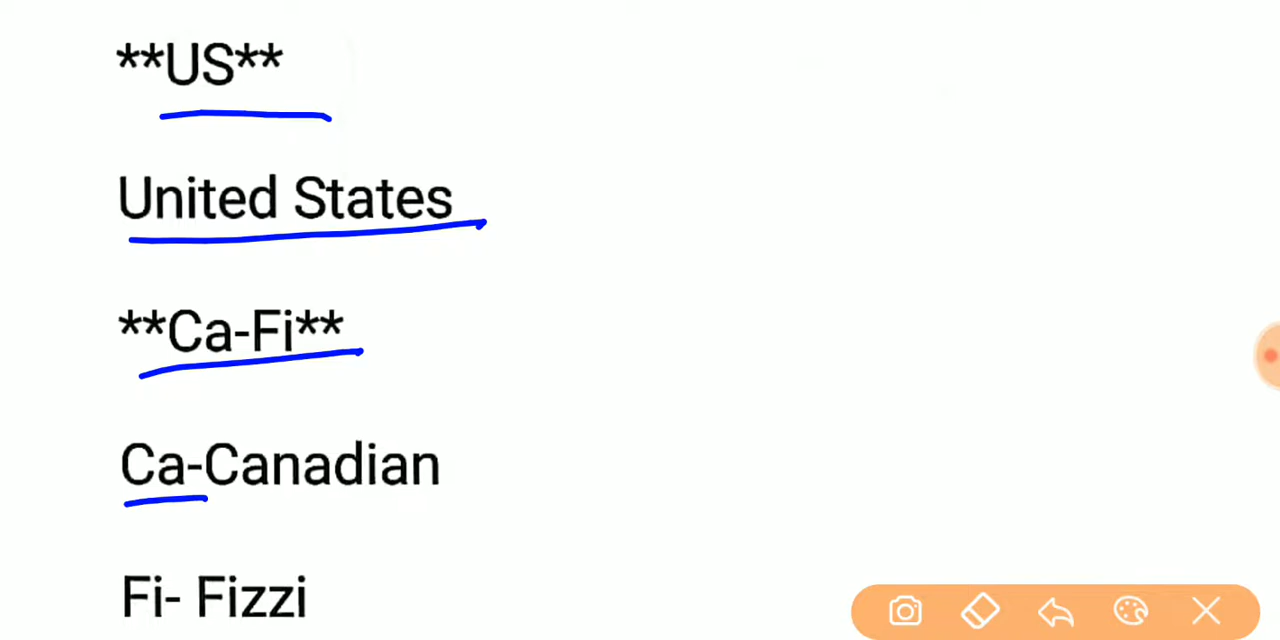 **US**
United States
**Ca-Fi**
Ca-Canadian
Fi- Fizzi